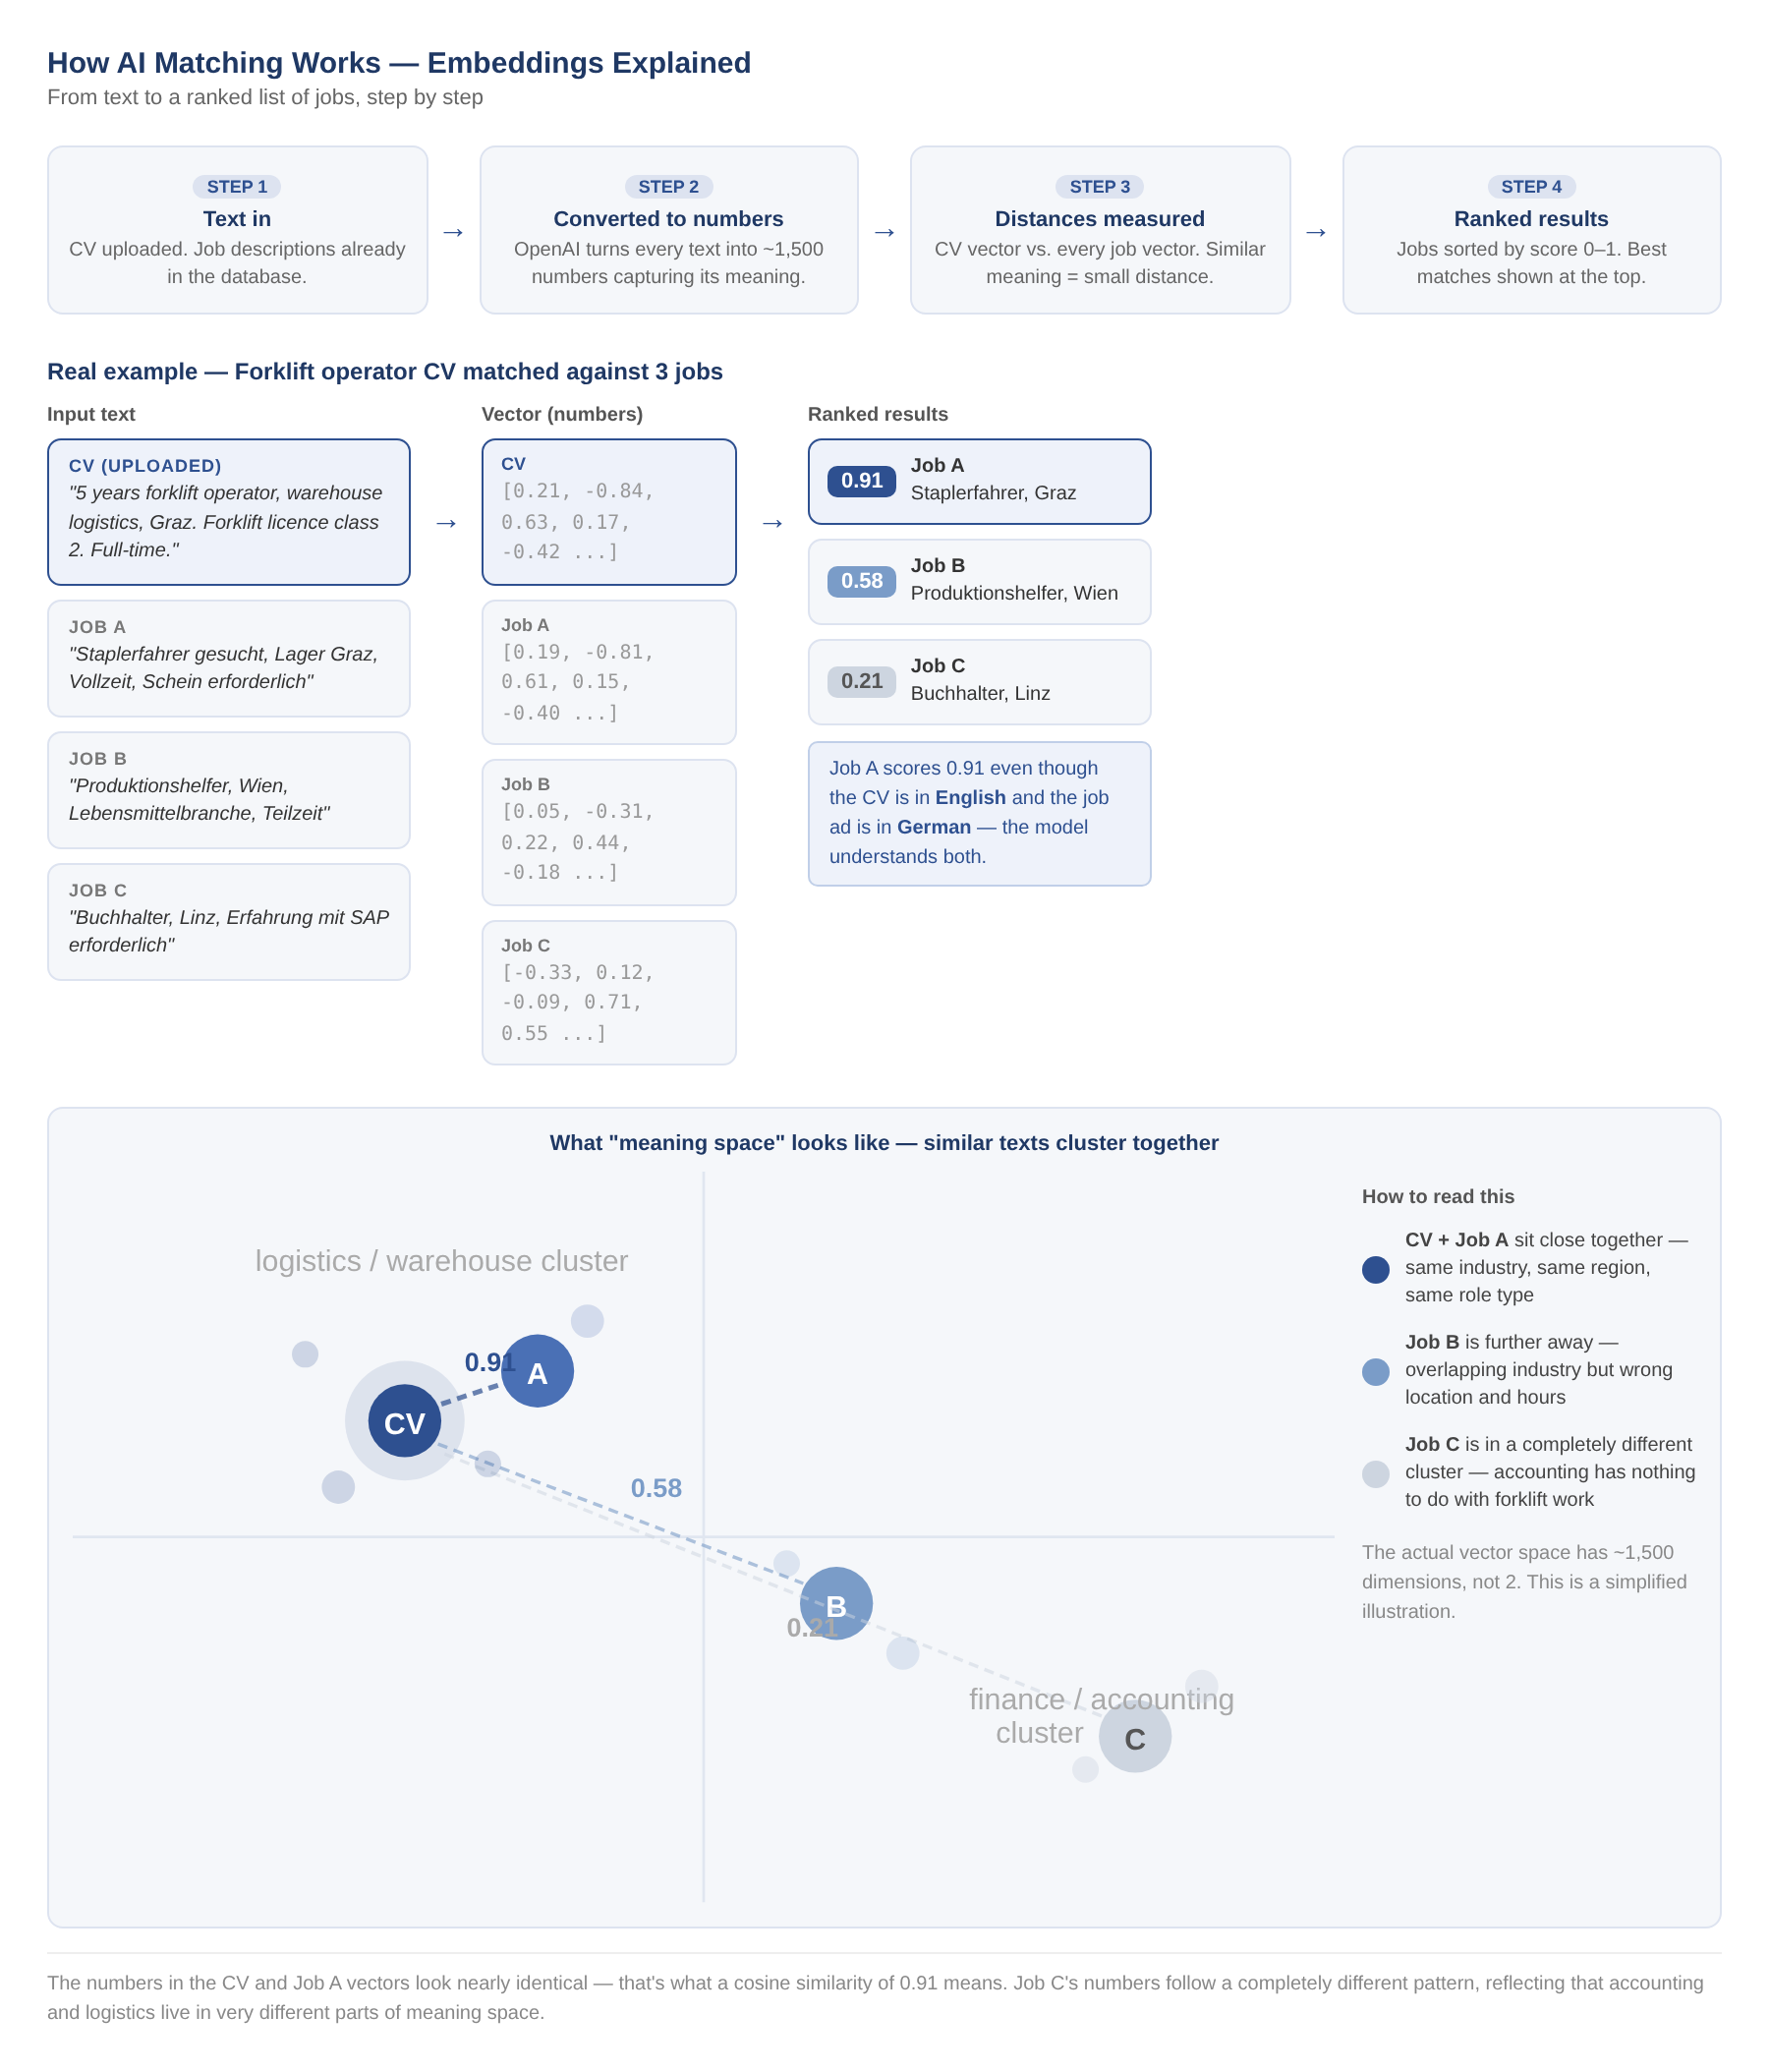 How AI Matching Works — Embeddings Explained
From text to a ranked list of jobs, step by step
STEP 1
Text in
CV uploaded. Job descriptions already
in the database.
→
STEP 2
Converted to numbers
OpenAI turns every text into ~1,500
numbers capturing its meaning.
→
STEP 3
Distances measured
CV vector vs. every job vector. Similar
meaning = small distance.
→
STEP 4
Ranked results
Jobs sorted by score 0–1. Best
matches shown at the top.
Real example — Forklift operator CV matched against 3 jobs
Input text
CV (UPLOADED)
"5 years forklift operator, warehouse
logistics, Graz. Forklift licence class
2. Full-time."
JOB A
"Staplerfahrer gesucht, Lager Graz,
Vollzeit, Schein erforderlich"
JOB B
"Produktionshelfer, Wien,
Lebensmittelbranche, Teilzeit"
JOB C
"Buchhalter, Linz, Erfahrung mit SAP
erforderlich"
→
Vector (numbers)
CV
[0.21, -0.84,
0.63, 0.17,
-0.42 ...]
Job A
[0.19, -0.81,
0.61, 0.15,
-0.40 ...]
Job B
[0.05, -0.31,
0.22, 0.44,
-0.18 ...]
Job C
[-0.33, 0.12,
-0.09, 0.71,
0.55 ...]
→
Ranked results
0.91
Job A
Staplerfahrer, Graz
0.58
Job B
Produktionshelfer, Wien
0.21
Job C
Buchhalter, Linz
Job A scores 0.91 even though
the CV is in English and the job
ad is in German — the model
understands both.
What "meaning space" looks like — similar texts cluster together
logistics / warehouse cluster
0.91
A
CV
0.58
B
0.21
finance / accounting
cluster
C
How to read this
CV + Job A sit close together —
same industry, same region,
same role type
Job B is further away —
overlapping industry but wrong
location and hours
Job C is in a completely different
cluster — accounting has nothing
to do with forklift work
The actual vector space has ~1,500
dimensions, not 2. This is a simplified
illustration.
The numbers in the CV and Job A vectors look nearly identical — that's what a cosine similarity of 0.91 means. Job C's numbers follow a completely different pattern, reflecting that accounting
and logistics live in very different parts of meaning space.